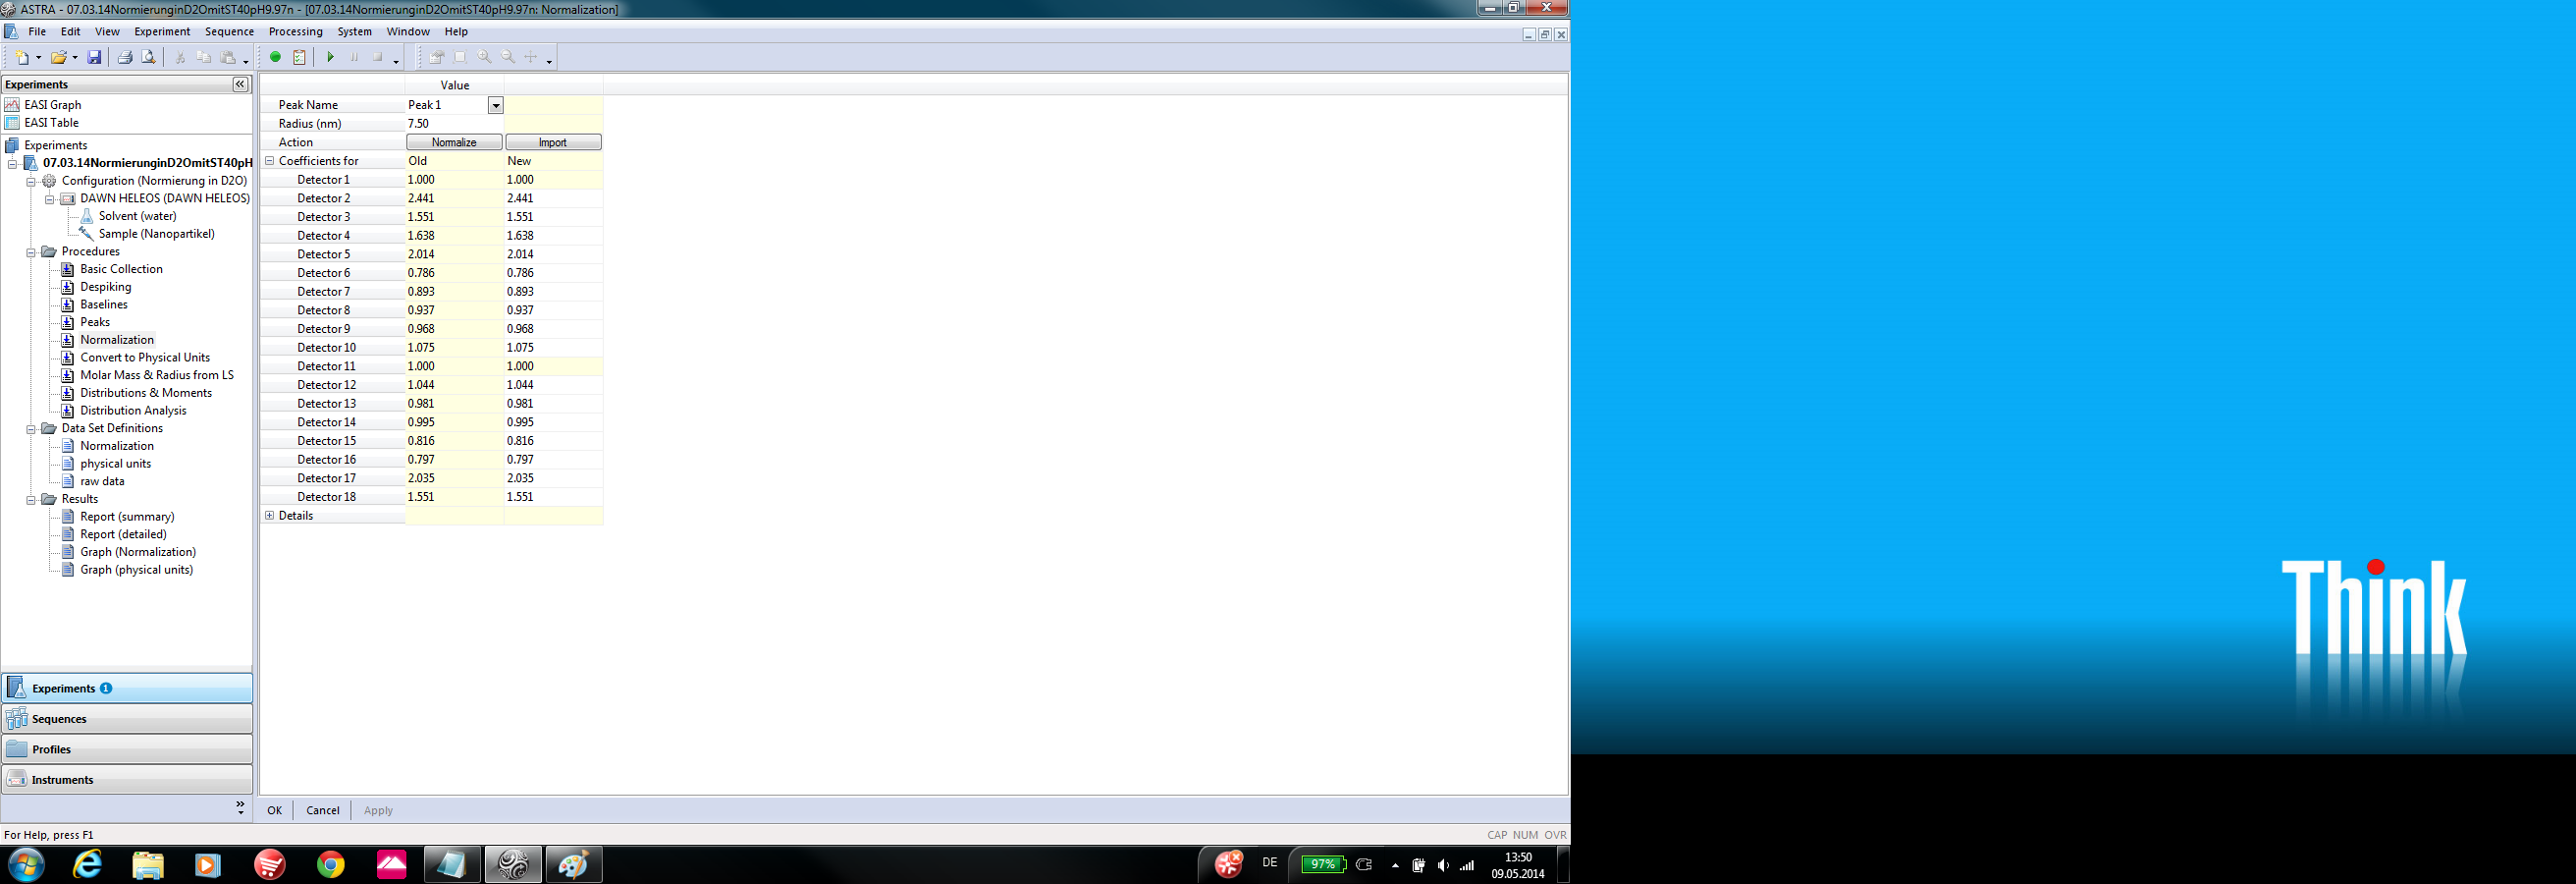 ASTRA - 07.03.14NormierunginD2OmitST40pH9.97n - [07.03.14NormierunginD2OmitST40pH9.97n: Normalization]
File Edit View Experiment Sequence Processing System Window Help
Experiments
EASI Graph
EASI Table
Experiments
07.03.14NormierunginD2OmitST40pH
Configuration (Normierung in D2O)
DAWN HELEOS (DAWN HELEOS)
Solvent (water)
Sample (Nanopartikel)
Procedures
Basic Collection
Despiking
Baselines
Peaks
Normalization
Convert to Physical Units
Molar Mass & Radius from LS
Distributions & Moments
Distribution Analysis
Data Set Definitions
Normalization
physical units
raw data
Results
Report (summary)
Report (detailed)
Graph (Normalization)
Graph (physical units)
Experiments 1
Sequences
Profiles
Instruments
Value
Peak Name Peak 1
Radius (nm) 7.50
Action Normalize Import
Coefficients for Old New
Detector 1 1.000 1.000
Detector 2 2.441 2.441
Detector 3 1.551 1.551
Detector 4 1.638 1.638
Detector 5 2.014 2.014
Detector 6 0.786 0.786
Detector 7 0.893 0.893
Detector 8 0.937 0.937
Detector 9 0.968 0.968
Detector 10 1.075 1.075
Detector 11 1.000 1.000
Detector 12 1.044 1.044
Detector 13 0.981 0.981
Detector 14 0.995 0.995
Detector 15 0.816 0.816
Detector 16 0.797 0.797
Detector 17 2.035 2.035
Detector 18 1.551 1.551
Details
OK Cancel Apply
For Help, press F1
CAP NUM OVR
DE 97% 13:50
09.05.2014
Think